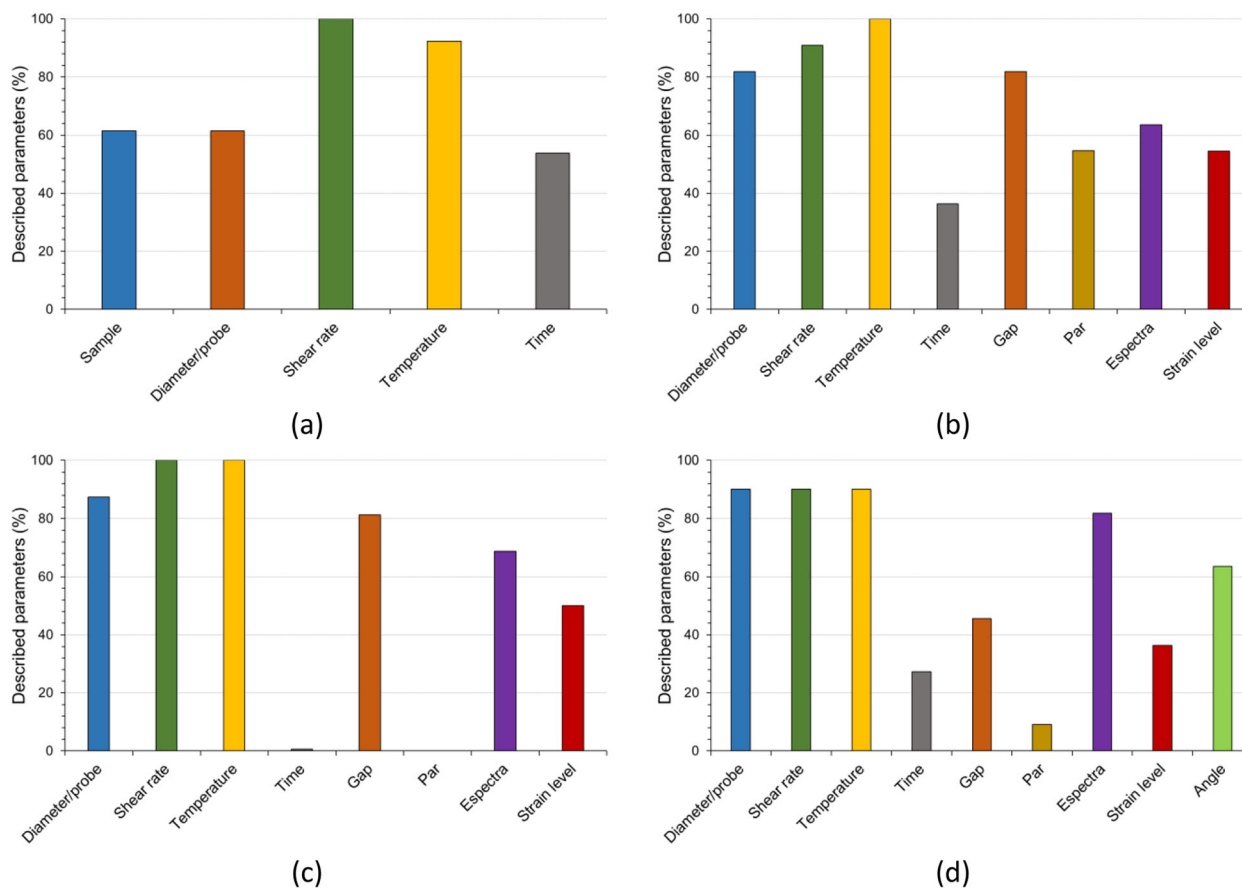 Described parameters (%)
100
80
60
40
20
0
Sample
Diameter/probe
Shear rate
Temperature
Time
(a)
Described parameters (%)
100
80
60
40
20
0
Diameter/probe
Shear rate
Temperature
Time
Gap
Par
Espectra
Strain level
(b)
Described parameters (%)
100
80
60
40
20
0
Diameter/probe
Shear rate
Temperature
Time
Gap
Par
Espectra
Strain level
(c)
Described parameters (%)
100
80
60
40
20
0
Diameter/probe
Shear rate
Temperature
Time
Gap
Par
Espectra
Strain level
Angle
(d)